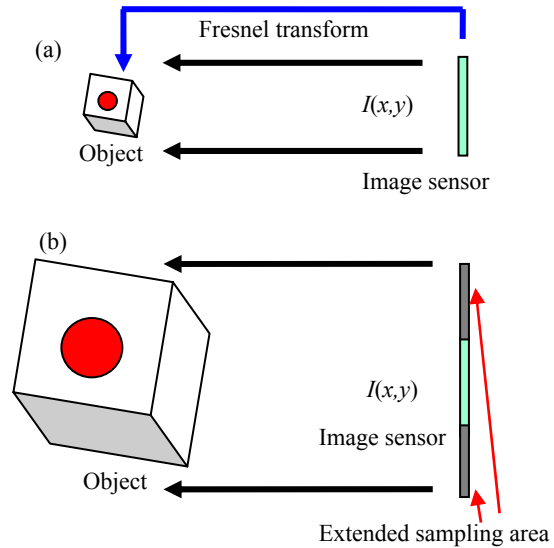 Fresnel transform
(a)
I(x,y)
Object
Image sensor
(b)
I(x,y)
Image sensor
Object
Extended sampling area